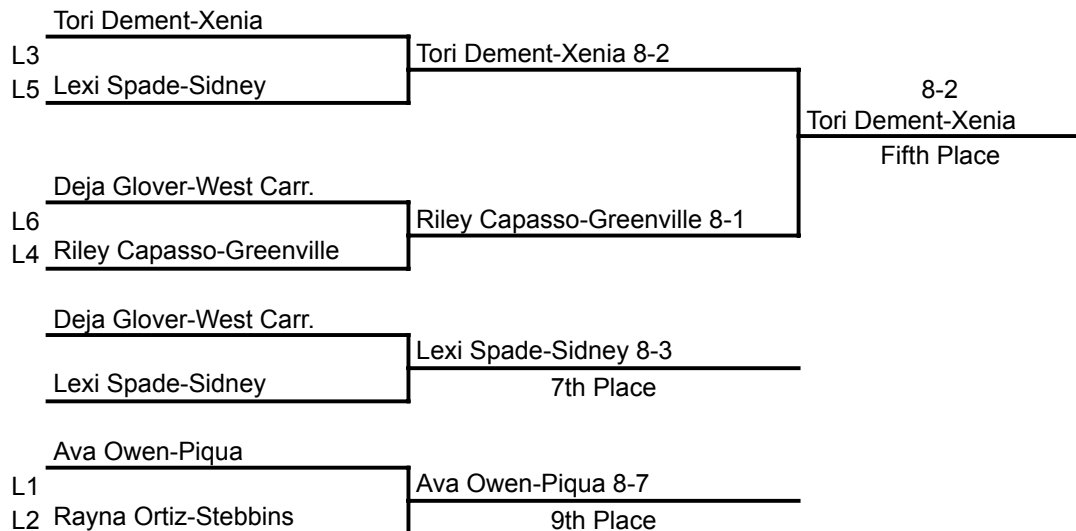 Tori Dement-Xenia
L3
Tori Dement-Xenia 8-2
L5 Lexi Spade-Sidney
8-2
Tori Dement-Xenia
Fifth Place
Deja Glover-West Carr.
L6
Riley Capasso-Greenville 8-1
L4 Riley Capasso-Greenville
Deja Glover-West Carr.
Lexi Spade-Sidney 8-3
Lexi Spade-Sidney
7th Place
Ava Owen-Piqua
L1
Ava Owen-Piqua 8-7
L2 Rayna Ortiz-Stebbins
9th Place